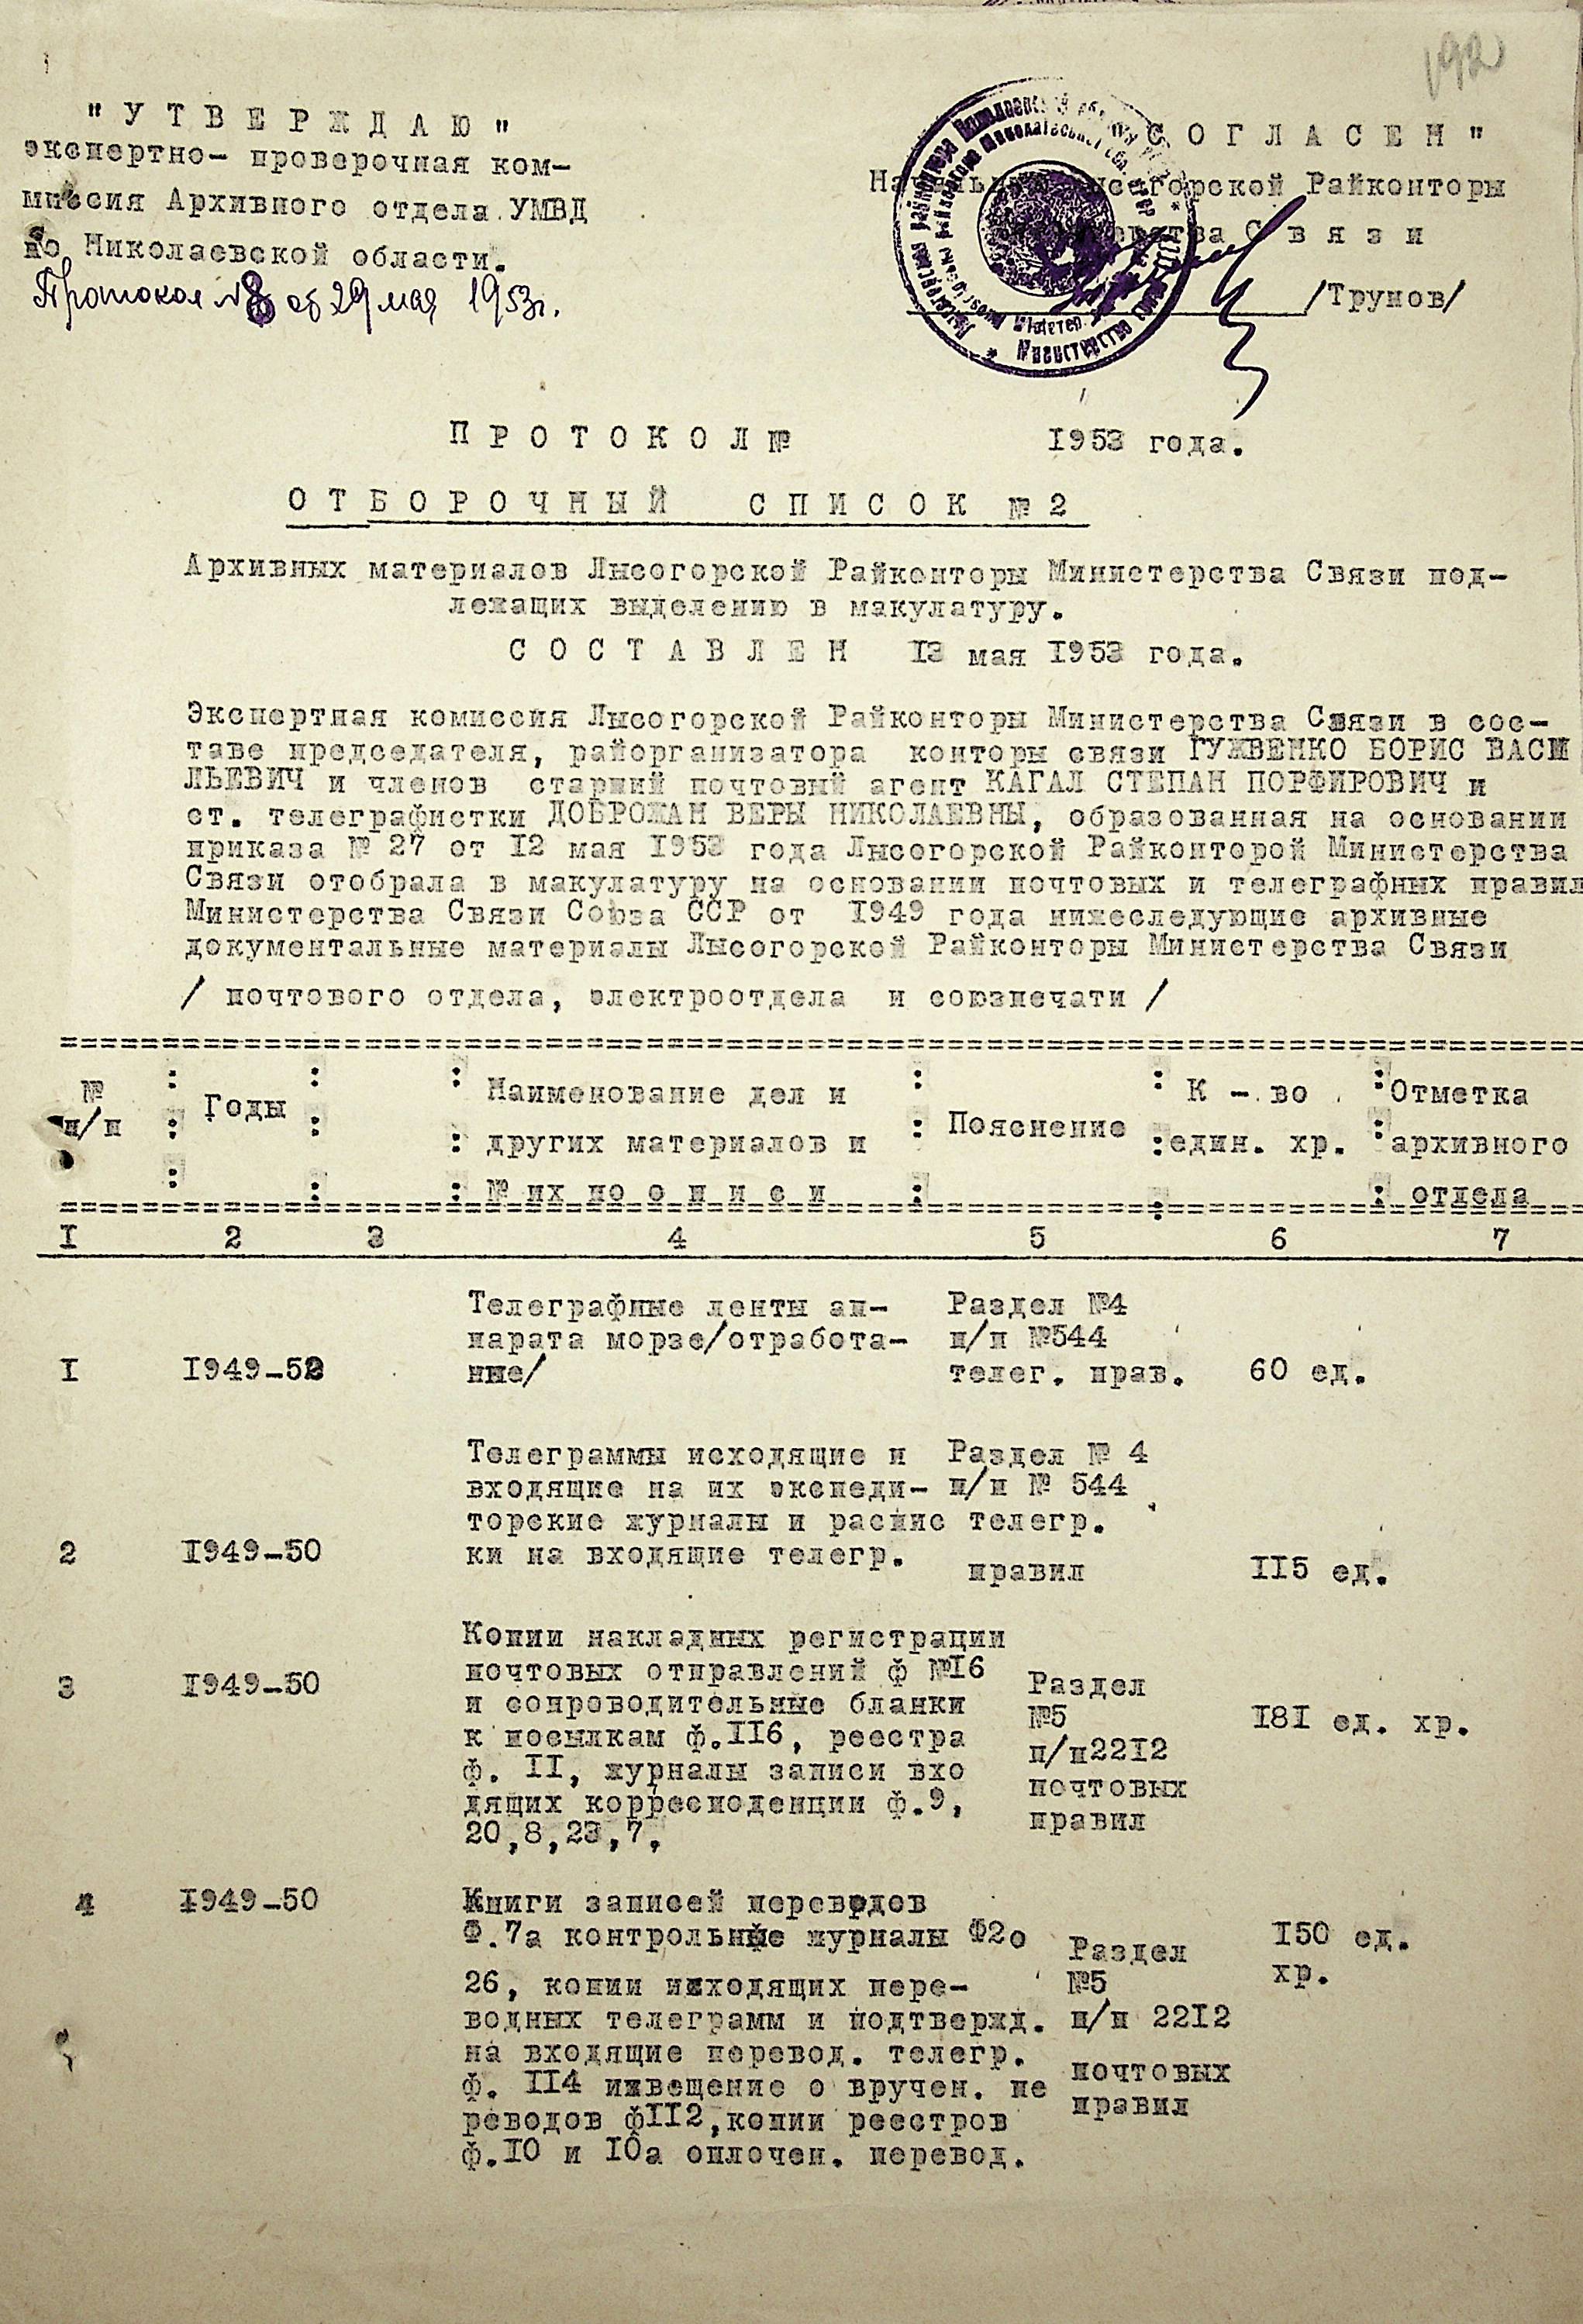 192
"УТВЕРЖДАЮ"
экспертно- проверочная ком-
миссия Архивного отдела УМВД
по Николаевской области.
Протокол № 8 об 29 мая 1953г.
СОГЛАСЕН"
Начальник Лысогорской Райконторы
Министерства Связи
/Трунов/
ПРОТОКОЛ № 1953 года.
ОТБОРОЧНЫЙ СПИСОК № 2
Архивных материалов Лысогорской Райконторы Министерства Связи под-
лежащих выделению в макулатуру.
СОСТАВЛЕН 13 мая 1953 года.
Экспертная комиссия Лысогорской Райконторы Министерства Связи в сос-
таве председателя, райорганизатора конторы связи ГУЖВЕНКО БОРИС ВАСИ
ЛЬЕВИЧ и членов старший почтовый агент КАГАЛ СТЕПАН ПОРФИРОВИЧ и
ст. телеграфистки ДОБРОЖАН ВЕРЫ НИКОЛАЕВНЫ, образованная на основании
приказа № 27 от 12 мая 1953 года Лысогорской Райконторой Министерства
Связи отобрала в макулатуру на основании почтовых и телеграфных правил
Министерства Связи Союза ССР от 1949 года нижеследующие архивные
документальные материалы Лысогорской Райконторы Министерства Связи
/ почтового отдела, электроотдела и союзпечати /
№ п/п : Годы : : Наименование дел и других материалов и № их по описи : Пояснение : К - во един. хр. : Отметка архивного отдела
1 2 3 4 5 6 7
Телеграфные ленты ап- Раздел №4
парата морзе/отработа- п/п №544
1 1949-52 ные/ телег. прав. 60 ед.
Телеграммы исходящие и Раздел № 4
входящие на их экспеди- п/п № 544
торские журналы и распис телегр.
2 1949-50 ки на входящие телегр. правил 115 ед.
Копии накладных регистрации
3 1949-50 почтовых отправлений ф №16 Раздел
и сопроводительные бланки №5 181 ед. хр.
к посылкам ф.116, реестра п/п2212
ф. 11, журналы записи вхо почтовых
дящих корресподенции ф.9, правил
20,8,23,7,
4 1949-50 Книги записей переводов
Ф.7а контрольные журналы Ф2о Раздел 150 ед.
26, копии исходящих пере- №5 хр.
водных телеграмм и подтвержд. п/п 2212
на входящие перевод. телегр. почтовых
ф. 114 извещение о вручен. пе правил
реводов ф112,копии реестров
ф.10 и 10а оплочен. перевод.